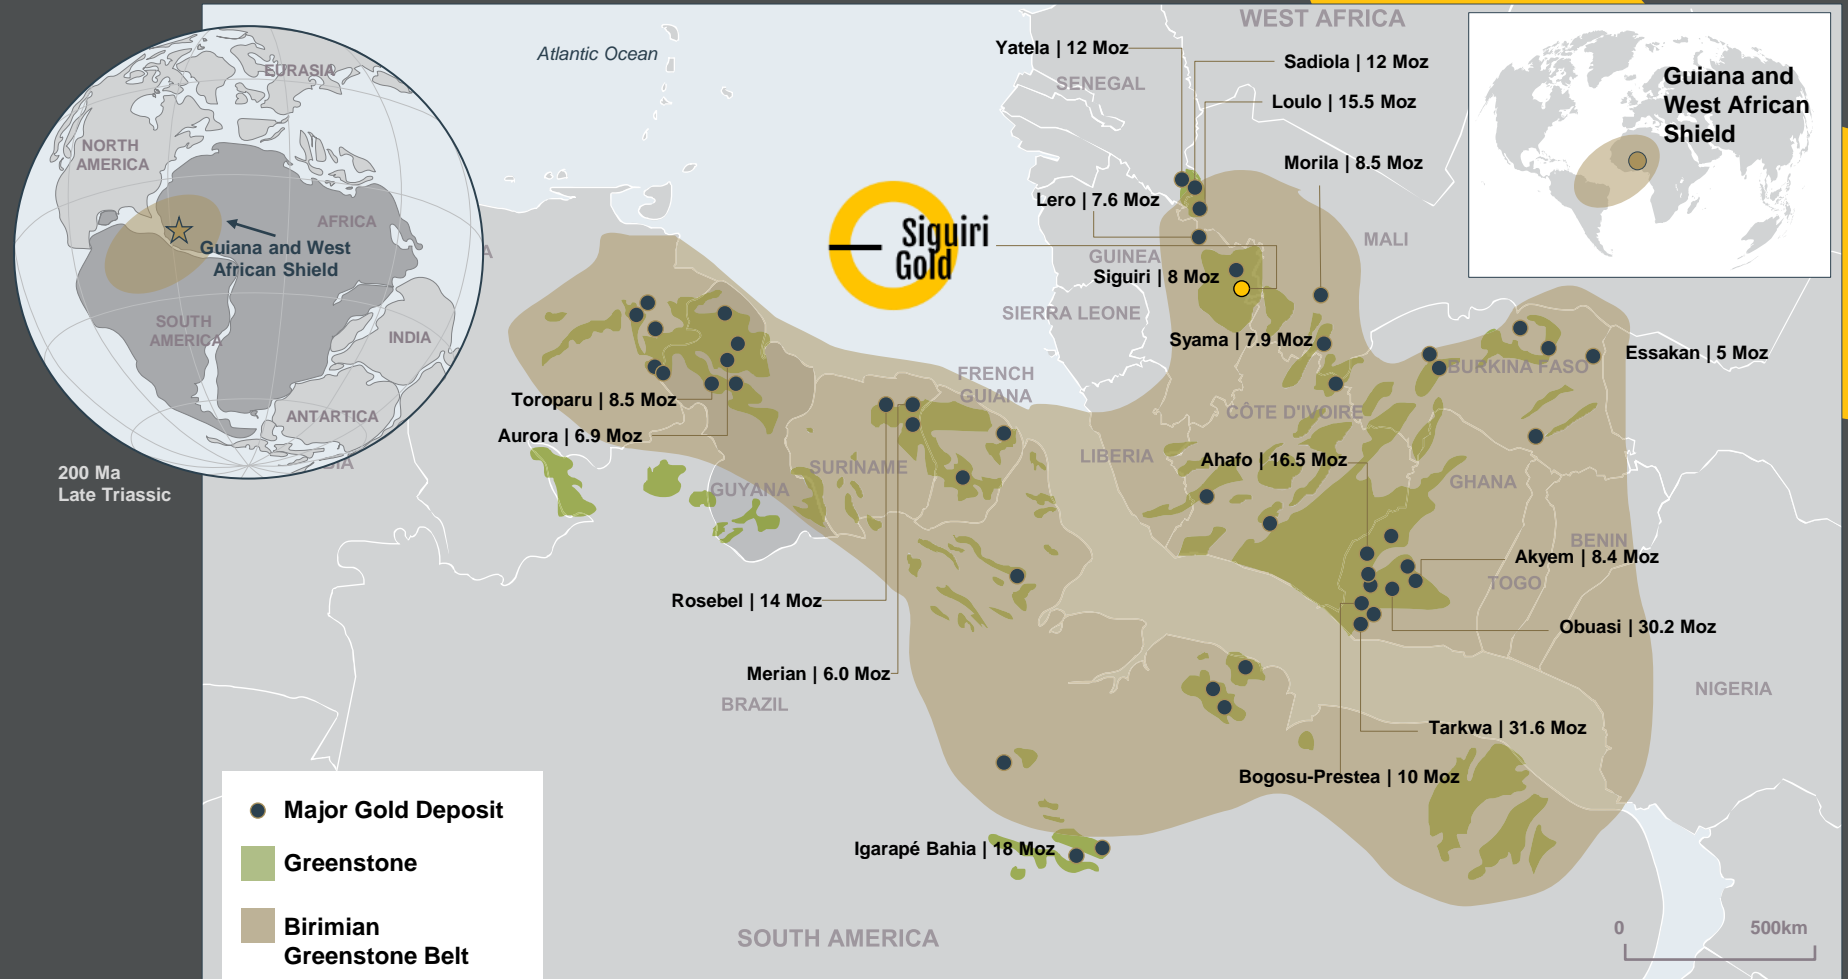 WEST AFRICA
Atlantic Ocean
Yatela | 12 Moz
SENEGAL
Sadiola | 12 Moz
Loulo | 15.5 Moz
Morila | 8.5 Moz
Lero | 7.6 Moz
MALI
GUINEA
Siguiri | 8 Moz
SIERRA LEONE
Syama | 7.9 Moz
Essakan | 5 Moz
BURKINA FASO
Siguiri
Gold
Guiana and
West African
Shield
EURASIA
NORTH
AMERICA
AFRICA
Guiana and West
African Shield
SOUTH
AMERICA
INDIA
ANTARTICA
200 Ma
Late Triassic
FRENCH
GUIANA
Toroparu | 8.5 Moz
Aurora | 6.9 Moz
CÔTE D'IVOIRE
LIBERIA
Ahafo | 16.5 Moz
GHANA
SURINAME
GUYANA
BENIN
Akyem | 8.4 Moz
TOGO
Rosebel | 14 Moz
Obuasi | 30.2 Moz
Merian | 6.0 Moz
NIGERIA
BRAZIL
Tarkwa | 31.6 Moz
Bogosu-Prestea | 10 Moz
Igarapé Bahia | 18 Moz
Major Gold Deposit
Greenstone
Birimian
Greenstone Belt
SOUTH AMERICA
0 500km